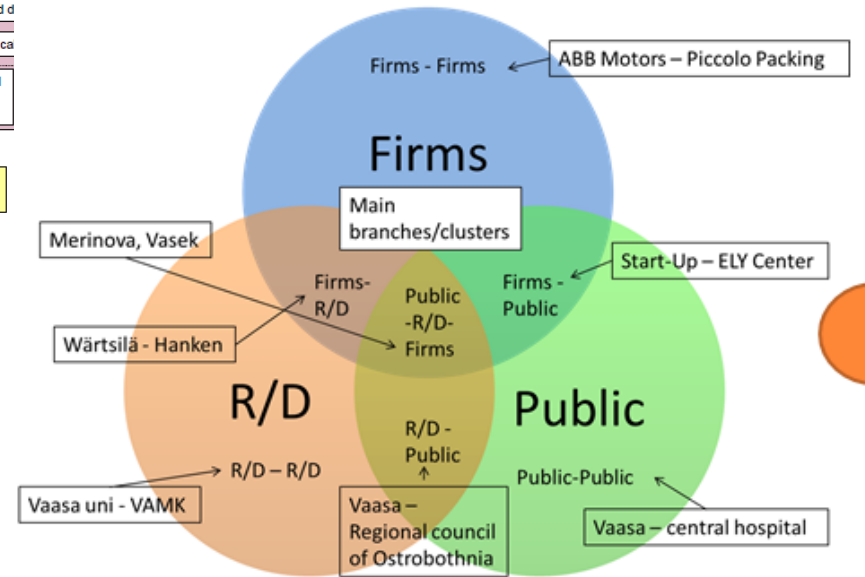 Firms - Firms
ABB Motors – Piccolo Packing
Firms
Main
branches/clusters
Merinova, Vasek
Start-Up – ELY Center
Firms-
R/D
Public
-R/D-
Firms
Firms -
Public
Wärtsilä - Hanken
R/D
Public
R/D -
Public
R/D – R/D
Public-Public
Vaasa uni - VAMK
Vaasa –
Regional council
of Ostrobothnia
Vaasa – central hospital